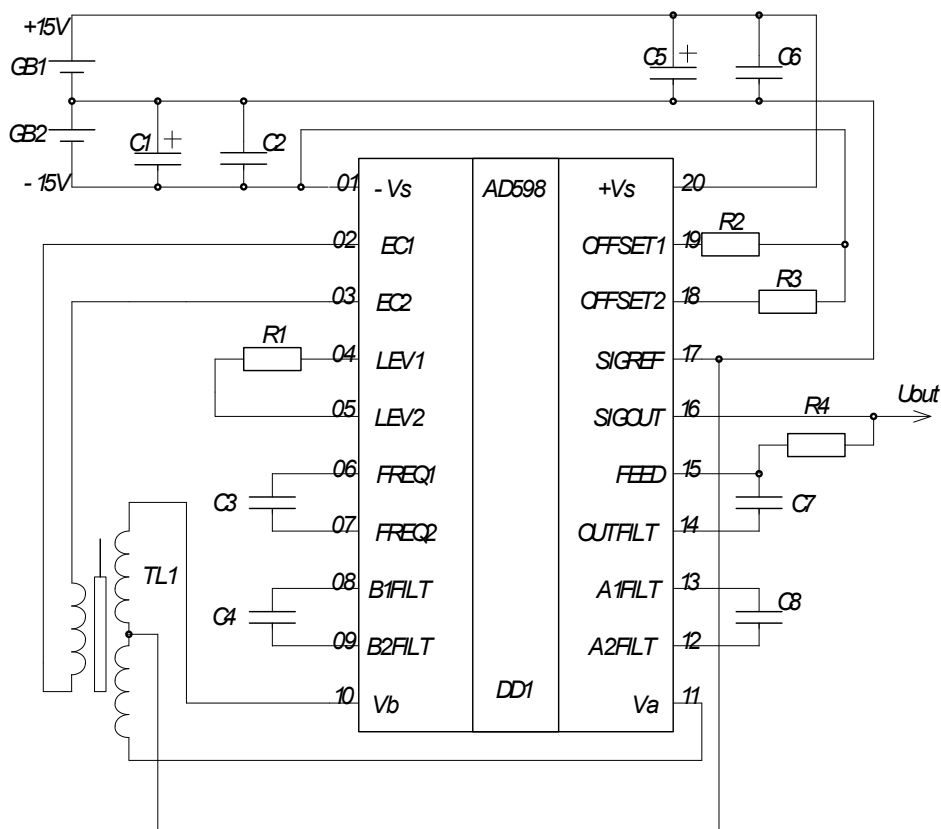 +15V
C5 +
C6
GB1
GB2
C1 +
C2
- 15V
01
- Vs
AD598
+Vs
20
02
EC1
OFFSET1
19
R2
03
EC2
OFFSET2
18
R3
R1
04
LEV1
SIGREF
17
05
LEV2
SIGOUT
16
R4
Uout
06
FREQ1
FEED
15
C3
07
FREQ2
OUTFILT
14
C7
TL1
08
B1FILT
A1FILT
13
C4
C8
09
B2FILT
A2FILT
12
10
Vb
DD1
Va
11